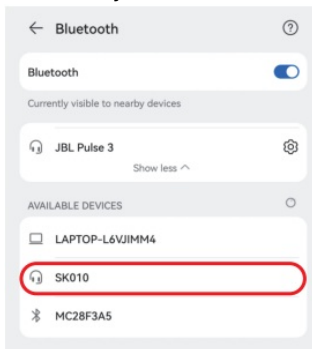 Bluetooth
Bluetooth
Currently visible to nearby devices
JBL Pulse 3
Show less
AVAILABLE DEVICES
LAPTOP-L6VJIMM4
SK010
MC28F3A5